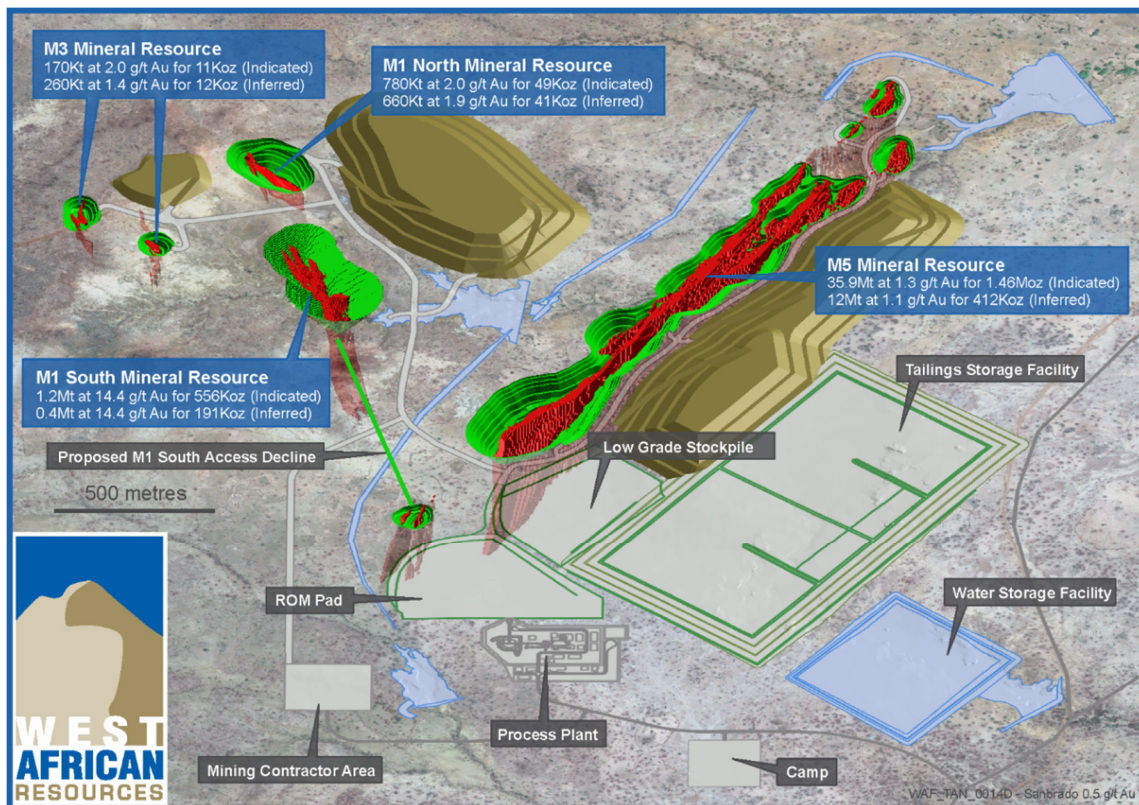 M3 Mineral Resource
170Kt at 2.0 g/t Au for 11Koz (Indicated)
260Kt at 1.4 g/t Au for 12Koz (Inferred)
M1 North Mineral Resource
780Kt at 2.0 g/t Au for 49Koz (Indicated)
660Kt at 1.9 g/t Au for 41Koz (Inferred)
M5 Mineral Resource
35.9Mt at 1.3 g/t Au for 1.46Moz (Indicated)
12Mt at 1.1 g/t Au for 412Koz (Inferred)
M1 South Mineral Resource
1.2Mt at 14.4 g/t Au for 556Koz (Indicated)
0.4Mt at 14.4 g/t Au for 191Koz (Inferred)
Tailings Storage Facility
Low Grade Stockpile
Proposed M1 South Access Decline
500 metres
ROM Pad
Water Storage Facility
Process Plant
Mining Contractor Area
Camp
WEST
AFRICAN
RESOURCES
WAF_TAN_0014D - Sanbrado 0.5 g/t Au